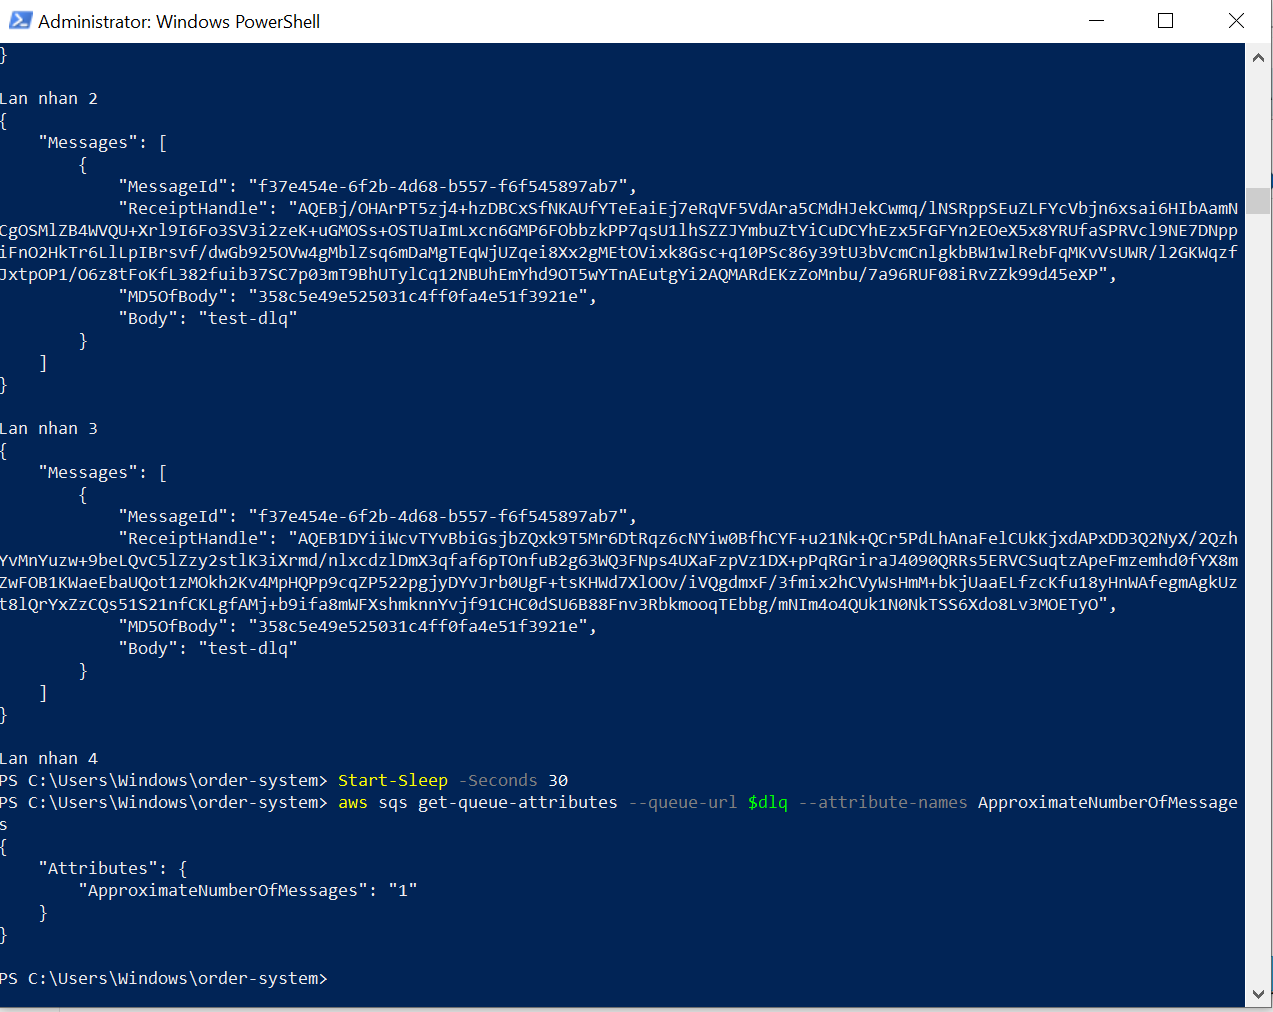 Administrator: Windows PowerShell
}
Lan nhan 2
{
    "Messages": [
        {
            "MessageId": "f37e454e-6f2b-4d68-b557-f6f545897ab7",
            "ReceiptHandle": "AQEBj/OHArPT5zj4+hzDBCxSfNKAUfYTeEaiEj7eRqVF5VdAra5CMdHJekCwmq/lNSRppSEuZLFYcVbjn6xsai6HIbAamN
CgOSMlZB4WVQU+Xrl9I6Fo3SV3i2zeK+uGMOSs+OSTUaImLxcn6GMP6FObbzkPP7qsU1lhSZZJYmbuZtYiCuDCYhEzx5FGFYn2EOeX5x8YRUfaSPRVcl9NE7DNpp
iFnO2HkTr6LlLpIBrsvf/dwGb925OVw4gMblZsq6mDaMgTEqWjUZqei8Xx2gMEtOVixk8Gsc+q10PSc86y39tU3bVcmCnlgkbBW1wlRebFqMKvVsUWR/l2GKWqzf
JxtpOP1/O6z8tFoKfL382fuib37SC7p03mT9BhUTylCq12NBUhEmYhd9OT5wYTnAEutgYi2AQMARdEKzZoMnbu/7a96RUF08iRvZZk99d45eXP",
            "MD5OfBody": "358c5e49e525031c4ff0fa4e51f3921e",
            "Body": "test-dlq"
        }
    ]
}
Lan nhan 3
{
    "Messages": [
        {
            "MessageId": "f37e454e-6f2b-4d68-b557-f6f545897ab7",
            "ReceiptHandle": "AQEB1DYiiWcvTYvBbiGsjbZQxk9T5Mr6DtRqz6cNYiw0BfhCYF+u21Nk+QCr5PdLhAnaFelCUkKjxdAPxDD3Q2NyX/2Qzh
YvMnYuzw+9beLQvC5lZzy2stlK3iXrmd/nlxcdzlDmX3qfaf6pTOnfuB2g63WQ3FNps4UXaFzpVz1DX+pPqRGriraJ4090QRRs5ERVCSuqtzApeFmzemhd0fYX8m
ZwFOB1KWaeEbaUQot1zMOkh2Kv4MpHQPp9cqZP522pgjyDYvJrb0UgF+tsKHWd7XlOOv/iVQgdmxF/3fmix2hCVyWsHmM+bkjUaaELfzcKfu18yHnWAfegmAgkUz
t8lQrYxZzCQs51S21nfCKLgfAMj+b9ifa8mWFXshmknnYvjf91CHC0dSU6B88Fnv3RbkmooqTEbbg/mNIm4o4QUk1N0NkTSS6Xdo8Lv3MOETyO",
            "MD5OfBody": "358c5e49e525031c4ff0fa4e51f3921e",
            "Body": "test-dlq"
        }
    ]
}
Lan nhan 4
PS C:\Users\Windows\order-system> Start-Sleep -Seconds 30
PS C:\Users\Windows\order-system> aws sqs get-queue-attributes --queue-url $dlq --attribute-names ApproximateNumberOfMessage
s
{
    "Attributes": {
        "ApproximateNumberOfMessages": "1"
    }
}
PS C:\Users\Windows\order-system>